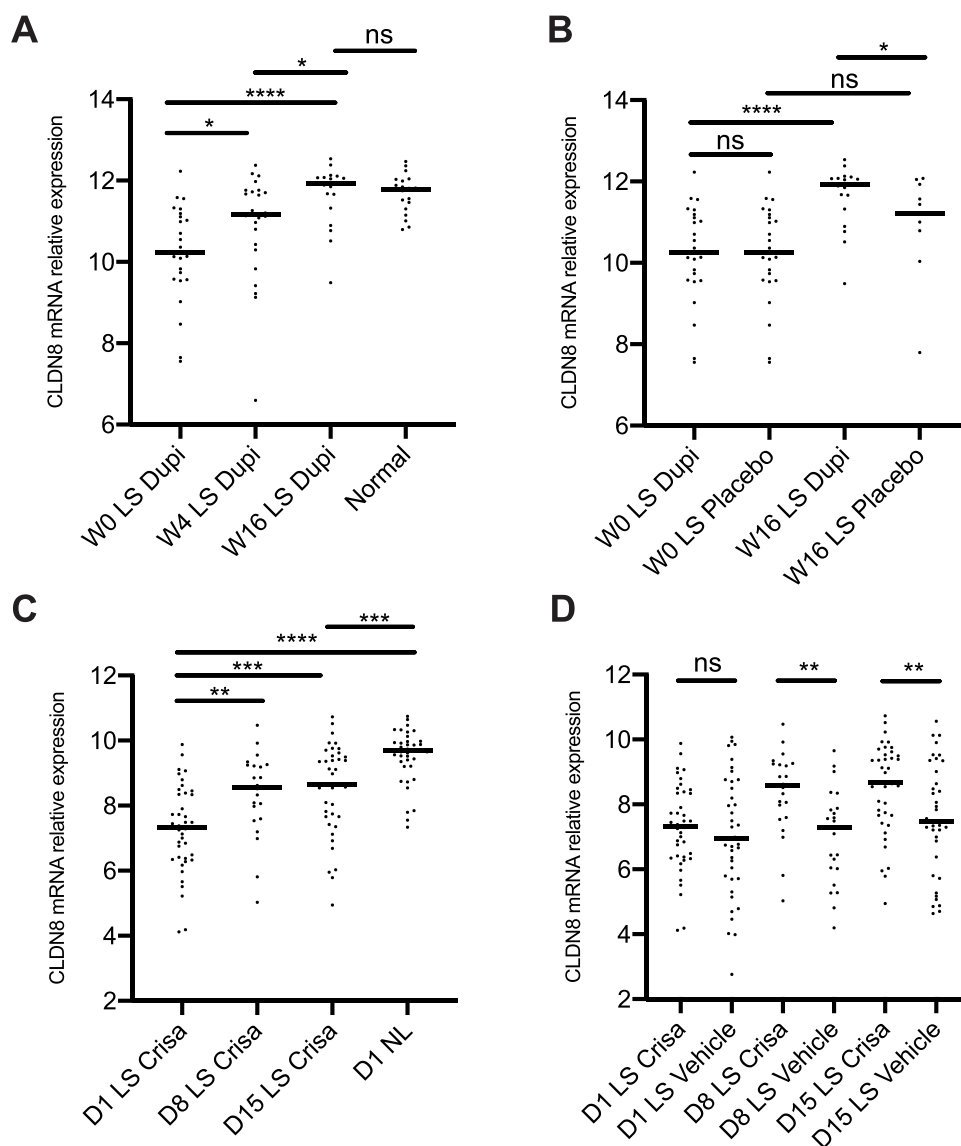 A
ns
*
****
*
CLDN8 mRNA relative expression
14
12
10
8
6
W0 LS Dupi
W4 LS Dupi
W16 LS Dupi
Normal
B
*
ns
****
ns
CLDN8 mRNA relative expression
14
12
10
8
6
W0 LS Dupi
W0 LS Placebo
W16 LS Dupi
W16 LS Placebo
C
***
****
***
**
CLDN8 mRNA relative expression
12
10
8
6
4
2
D1 LS Crisa
D8 LS Crisa
D15 LS Crisa
D1 NL
D
ns
**
**
CLDN8 mRNA relative expression
12
10
8
6
4
2
D1 LS Crisa
D1 LS Vehicle
D8 LS Crisa
D8 LS Vehicle
D15 LS Crisa
D15 LS Vehicle